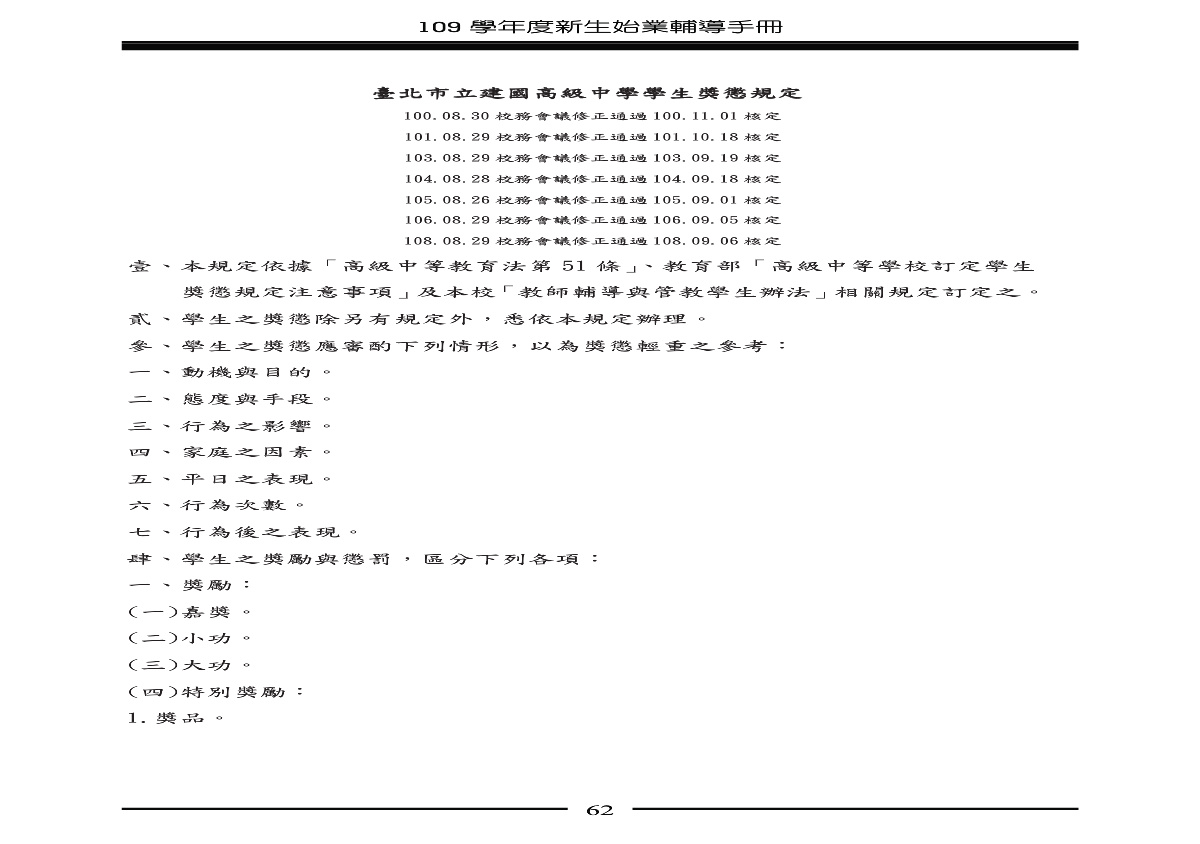 109 學年度新生始業輔導手冊
臺北市立建國高級中學學生獎懲規定
100.08.30 校務會議修正通過 100.11.01 核定
101.08.29 校務會議修正通過 101.10.18 核定
103.08.29 校務會議修正通過 103.09.19 核定
104.08.28 校務會議修正通過 104.09.18 核定
105.08.26 校務會議修正通過 105.09.01 核定
106.08.29 校務會議修正通過 106.09.05 核定
108.08.29 校務會議修正通過 108.09.06 核定
壹、本規定依據「高級中等教育法第 51 條」、教育部「高級中等學校訂定學生
獎懲規定注意事項」及本校「教師輔導與管教學生辦法」相關規定訂定之。
貳、學生之獎懲除另有規定外，悉依本規定辦理。
參、學生之獎懲應審酌下列情形，以為獎懲輕重之參考：
一、動機與目的。
二、態度與手段。
三、行為之影響。
四、家庭之因素。
五、平日之表現。
六、行為次數。
七、行為後之表現。
肆、學生之獎勵與懲罰，區分下列各項：
一、獎勵：
(一)嘉獎。
(二)小功。
(三)大功。
(四)特別獎勵：
1.獎品。
62